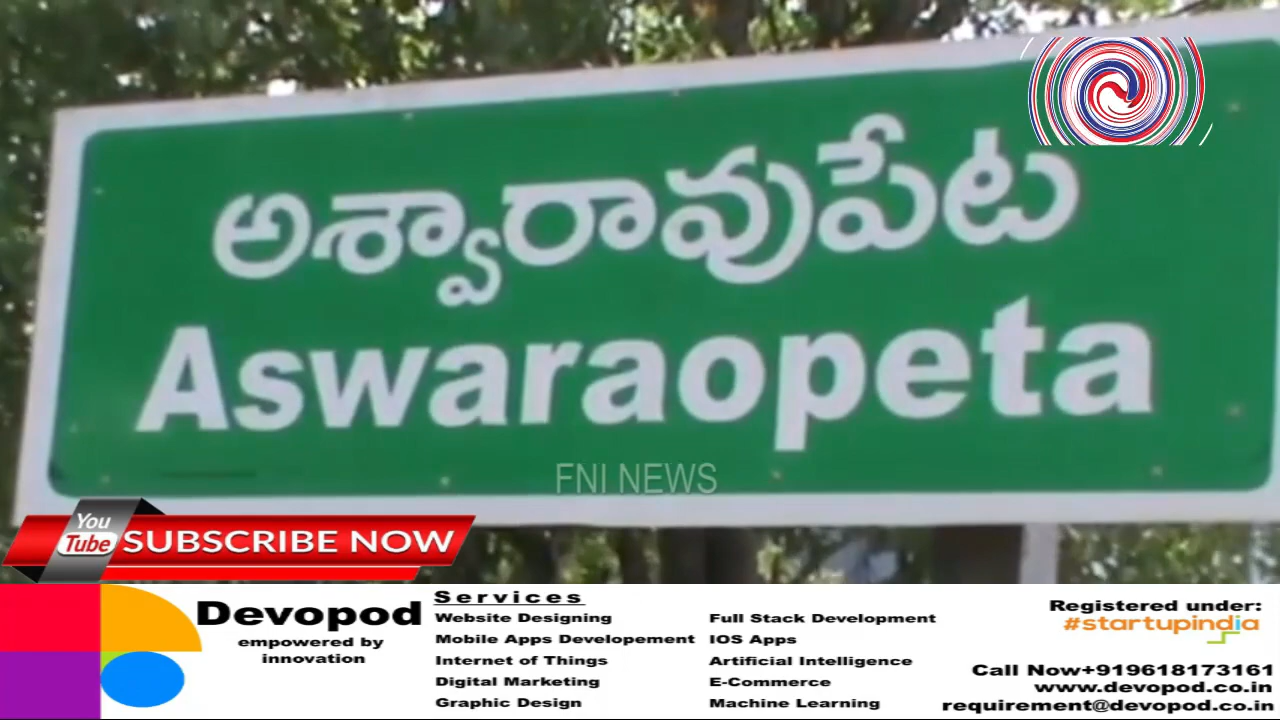 అశ్వారావుపేట
Aswaraopeta
FNI NEWS
You
Tube
SUBSCRIBE NOW
Devopod
empowered by
innovation
Services
Website Designing
Mobile Apps Developement
Internet of Things
Digital Marketing
Graphic Design
Full Stack Development
IOS Apps
Artificial Intelligence
E-Commerce
Machine Learning
Registered under:
#startupindia
Call Now+919618173161
www.devopod.co.in
requirement@devopod.co.in